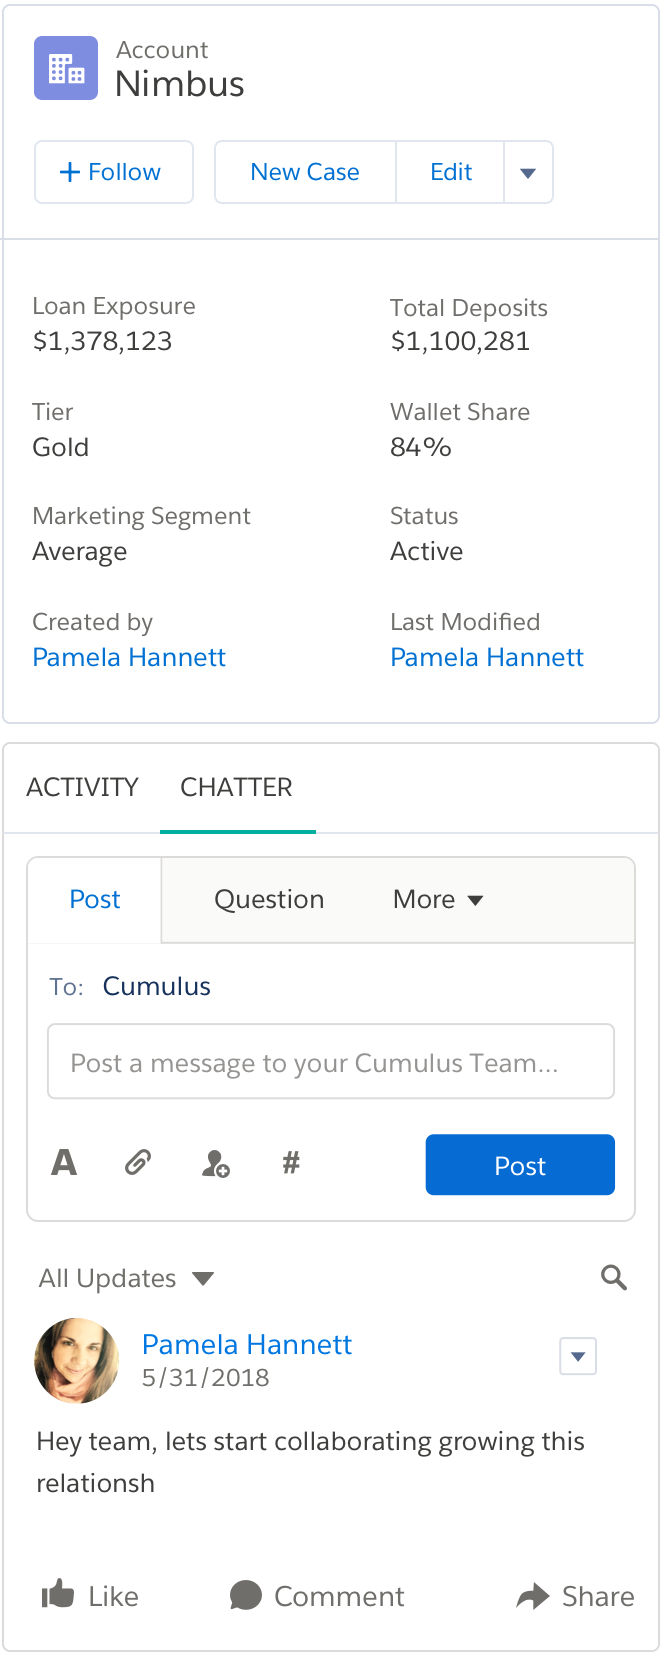 Account
Nimbus
+ Follow
New Case
Edit
Loan Exposure
$1,378,123
Total Deposits
$1,100,281
Tier
Gold
Wallet Share
84%
Marketing Segment
Average
Status
Active
Created by
Pamela Hannett
Last Modified
Pamela Hannett
ACTIVITY
CHATTER
Post
Question
More
To: Cumulus
Post a message to your Cumulus Team...
A
#
Post
All Updates
Pamela Hannett
5/31/2018
Hey team, lets start collaborating growing this
relationsh
Like
Comment
Share